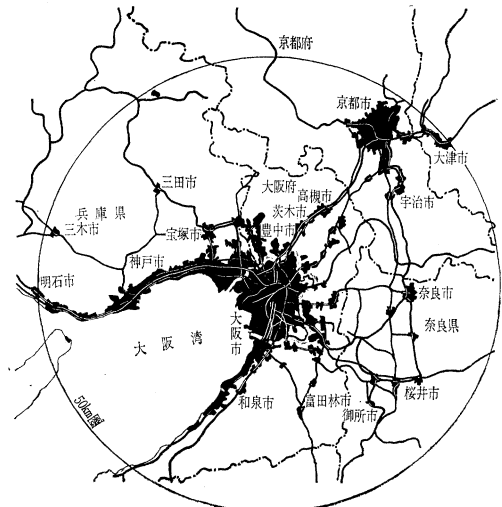 京都府
京都市
大津市
三田市
大阪府
高槻市
宇治市
兵庫県
茨木市
三木市
宝塚市
豊中市
神戸市
明石市
奈良市
大阪湾
大阪市
奈良県
桜井市
和泉市
富田林市
御所市
50km圏